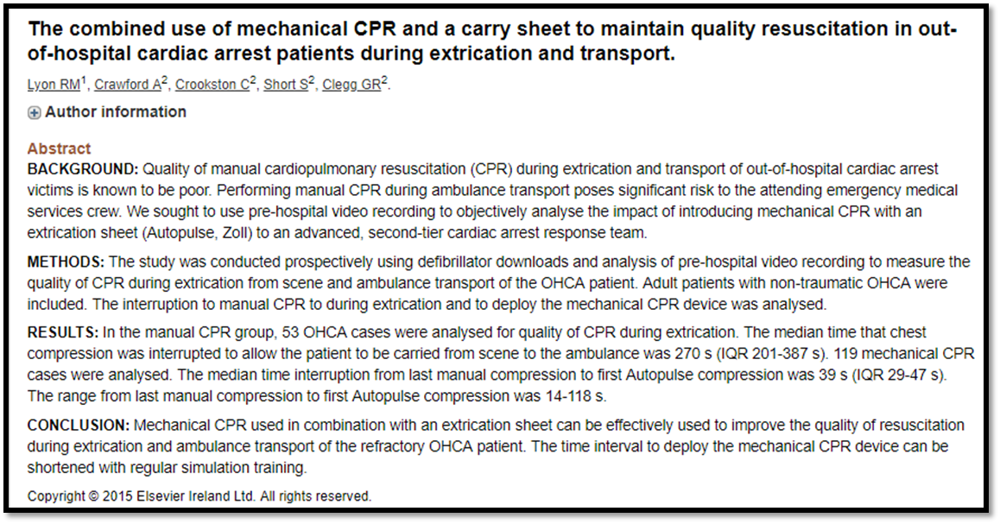 The combined use of mechanical CPR and a carry sheet to maintain quality resuscitation in out-
of-hospital cardiac arrest patients during extrication and transport.
Lyon RM1, Crawford A2, Crookston C2, Short S2, Clegg GR2.
Author information
Abstract
BACKGROUND: Quality of manual cardiopulmonary resuscitation (CPR) during extrication and transport of out-of-hospital cardiac arrest
victims is known to be poor. Performing manual CPR during ambulance transport poses significant risk to the attending emergency medical
services crew. We sought to use pre-hospital video recording to objectively analyse the impact of introducing mechanical CPR with an
extrication sheet (Autopulse, Zoll) to an advanced, second-tier cardiac arrest response team.
METHODS: The study was conducted prospectively using defibrillator downloads and analysis of pre-hospital video recording to measure the
quality of CPR during extrication from scene and ambulance transport of the OHCA patient. Adult patients with non-traumatic OHCA were
included. The interruption to manual CPR to during extrication and to deploy the mechanical CPR device was analysed.
RESULTS: In the manual CPR group, 53 OHCA cases were analysed for quality of CPR during extrication. The median time that chest
compression was interrupted to allow the patient to be carried from scene to the ambulance was 270 s (IQR 201-387 s). 119 mechanical CPR
cases were analysed. The median time interruption from last manual compression to first Autopulse compression was 39 s (IQR 29-47 s).
The range from last manual compression to first Autopulse compression was 14-118 s.
CONCLUSION: Mechanical CPR used in combination with an extrication sheet can be effectively used to improve the quality of resuscitation
during extrication and ambulance transport of the refractory OHCA patient. The time interval to deploy the mechanical CPR device can be
shortened with regular simulation training.
Copyright © 2015 Elsevier Ireland Ltd. All rights reserved.